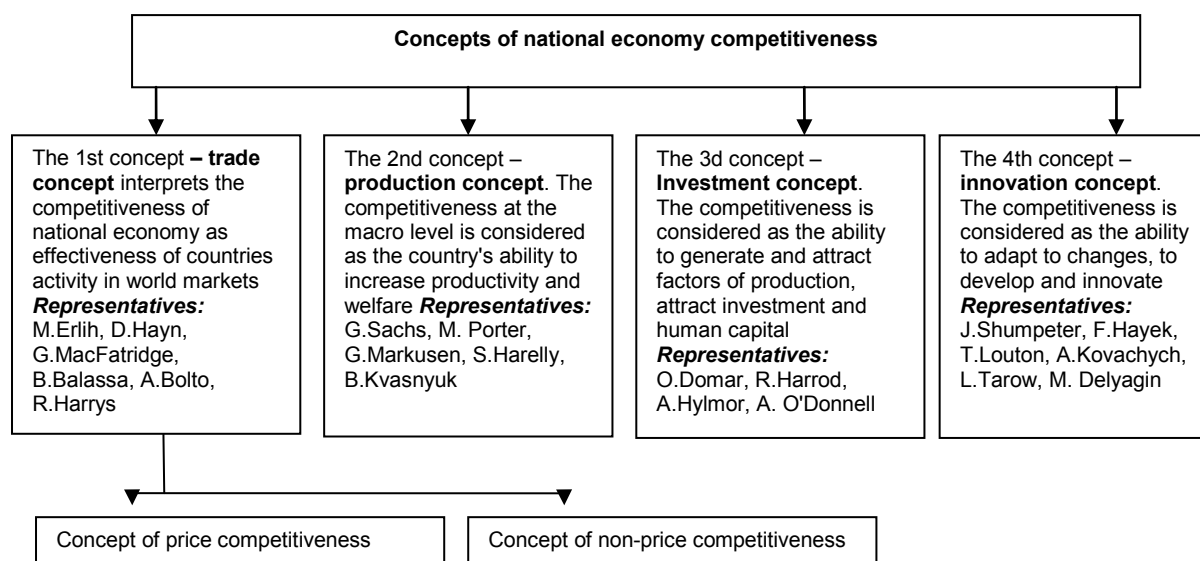 Concepts of national economy competitiveness
The 1st concept – trade
concept interprets the
competitiveness of
national economy as
effectiveness of countries
activity in world markets
Representatives:
M.Erlih, D.Hayn,
G.MacFatridge,
B.Balassa, A.Bolto,
R.Harrys
The 2nd concept –
production concept. The
competitiveness at the
macro level is considered
as the country's ability to
increase productivity and
welfare Representatives:
G.Sachs, M. Porter,
G.Markusen, S.Harelly,
B.Kvasnyuk
The 3d concept –
Investment concept.
The competitiveness is
considered as the ability
to generate and attract
factors of production,
attract investment and
human capital
Representatives:
O.Domar, R.Harrod,
A.Hylmor, A. O'Donnell
The 4th concept –
innovation concept.
The competitiveness is
considered as the ability
to adapt to changes, to
develop and innovate
Representatives:
J.Shumpeter, F.Hayek,
T.Louton, A.Kovachych,
L.Tarow, M. Delyagin
Concept of price competitiveness
Concept of non-price competitiveness